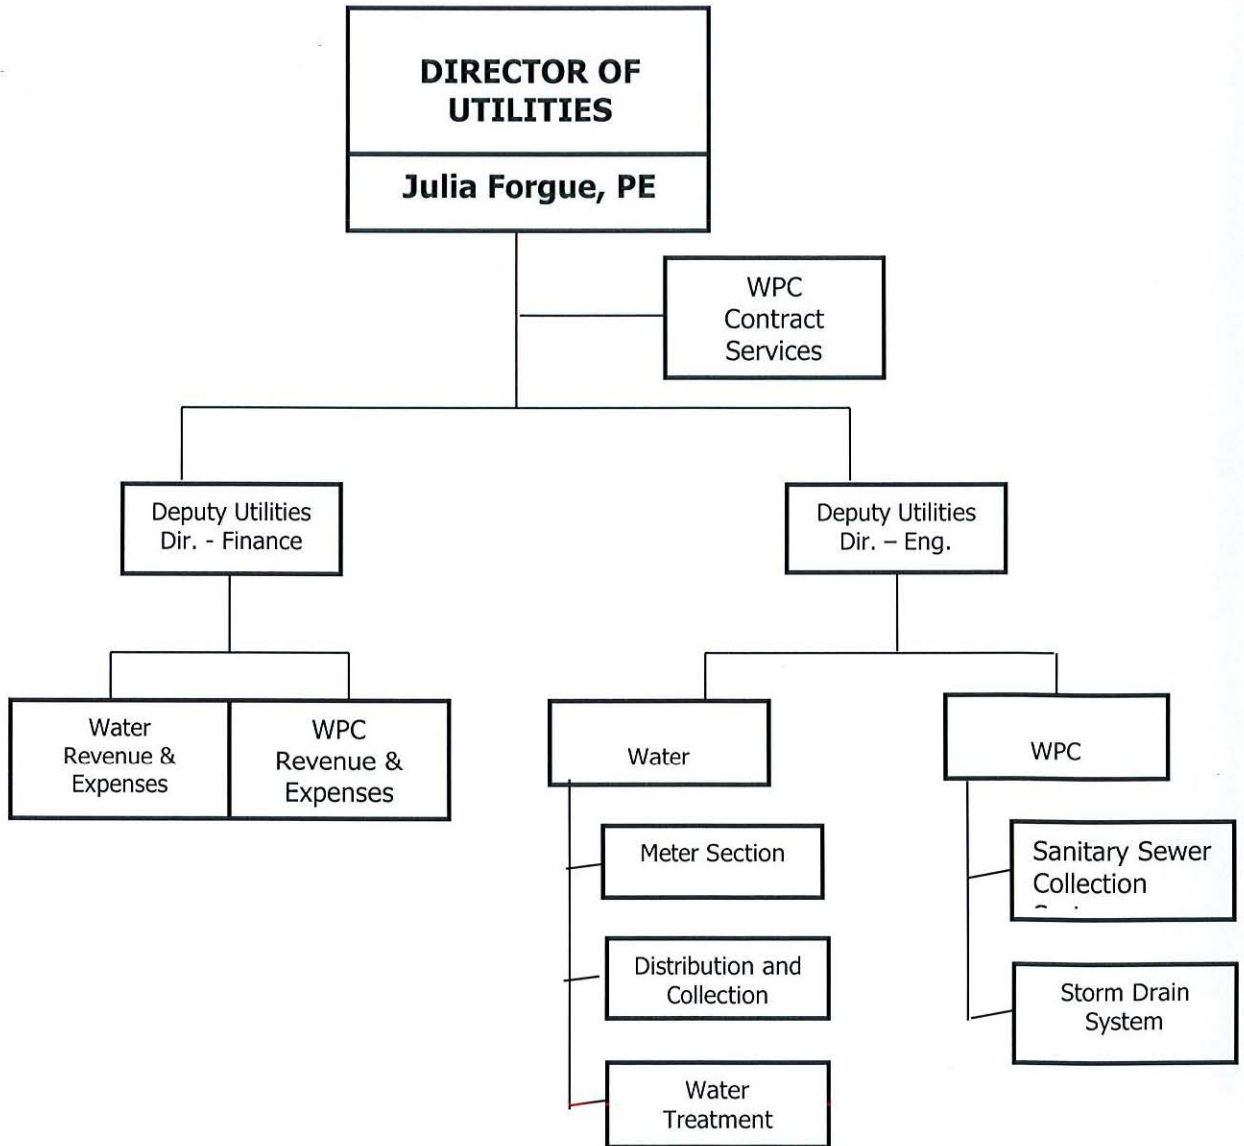 DIRECTOR OF
UTILITIES
Julia Forgue, PE
WPC
Contract
Services
Deputy Utilities
Dir. - Finance
Deputy Utilities
Dir. – Eng.
Water
Revenue &
Expenses
WPC
Revenue &
Expenses
Water
WPC
Meter Section
Distribution and
Collection
Water
Treatment
Sanitary Sewer
Collection
Storm Drain
System